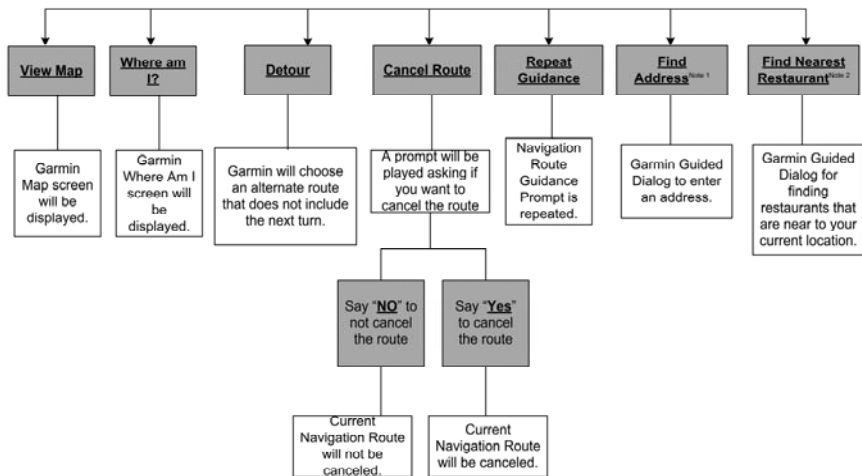 View Map
Where am
I?
Detour
Cancel Route
Repeat
Guidance
Find
Address Note 1
Find Nearest
Restaurant Note 2
Garmin
Map screen
will be
displayed.
Garmin
Where Am I
screen will
be
displayed.
Garmin will choose
an alternate route
that does not include
the next turn.
A prompt will be
played asking if
you want to
cancel the route
Navigation
Route
Guidance
Prompt is
repeated.
Garmin Guided
Dialog to enter
an address.
Garmin Guided
Dialog for
finding
restaurants
that are near to your
current location.
Say “NO” to
not cancel
the route
Say “Yes”
to cancel
the route
Current
Navigation Route
will not be
canceled.
Current
Navigation Route
will be canceled.